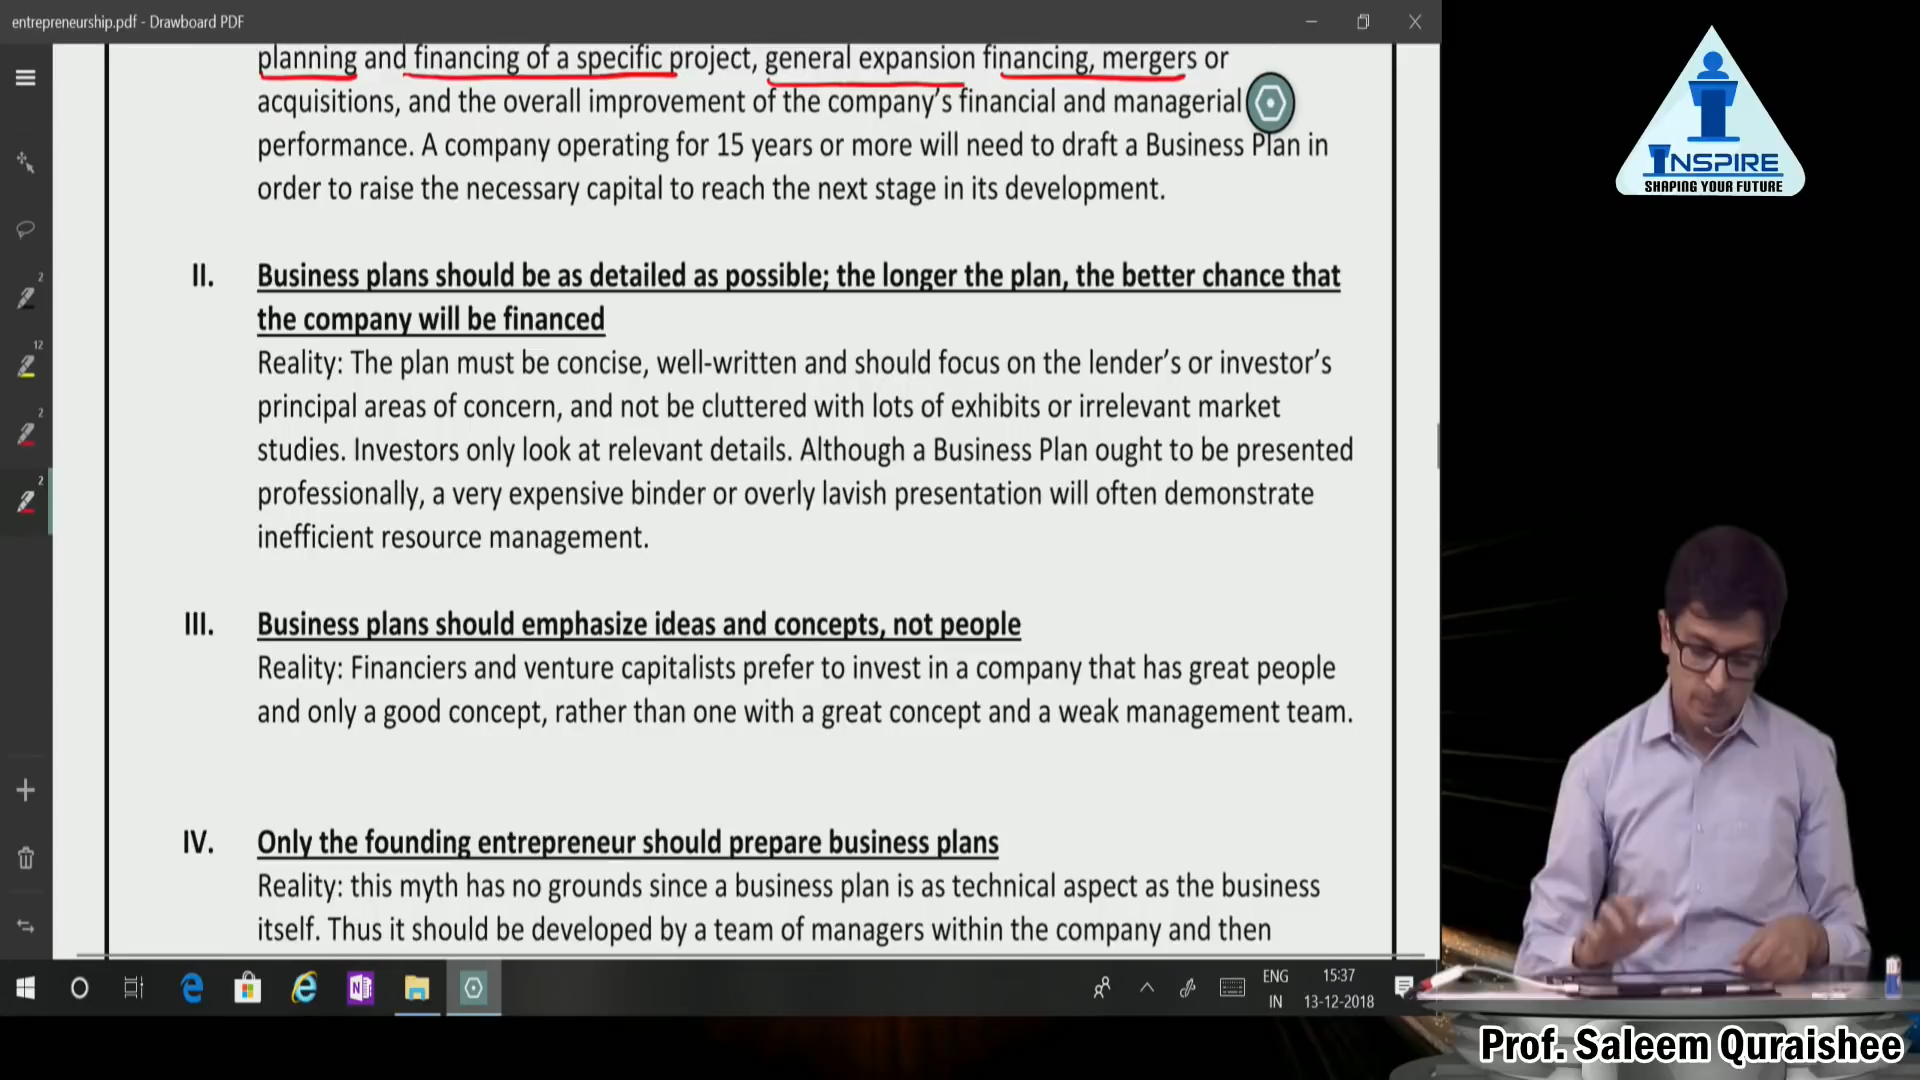 entrepreneurship.pdf - Drawboard PDF
planning and financing of a specific project, general expansion financing, mergers or
acquisitions, and the overall improvement of the company's financial and managerial
performance. A company operating for 15 years or more will need to draft a Business Plan in
order to raise the necessary capital to reach the next stage in its development.
II. Business plans should be as detailed as possible; the longer the plan, the better chance that
the company will be financed
Reality: The plan must be concise, well-written and should focus on the lender's or investor's
principal areas of concern, and not be cluttered with lots of exhibits or irrelevant market
studies. Investors only look at relevant details. Although a Business Plan ought to be presented
professionally, a very expensive binder or overly lavish presentation will often demonstrate
inefficient resource management.
III. Business plans should emphasize ideas and concepts, not people
Reality: Financiers and venture capitalists prefer to invest in a company that has great people
and only a good concept, rather than one with a great concept and a weak management team.
IV. Only the founding entrepreneur should prepare business plans
Reality: this myth has no grounds since a business plan is as technical aspect as the business
itself. Thus it should be developed by a team of managers within the company and then
2
12
2
2
ENG
IN
15:37
13-12-2018
INSPIRE
SHAPING YOUR FUTURE
Prof. Saleem Quraishee